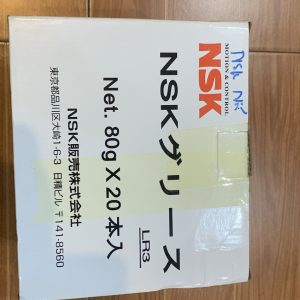 NSK
MOTION & CONTROL
NSKグリース
LR3
Net. 80g X 20 本入
NSK販売株式会社
東京都品川区大崎1-6-3 日精ビル 〒141-8560